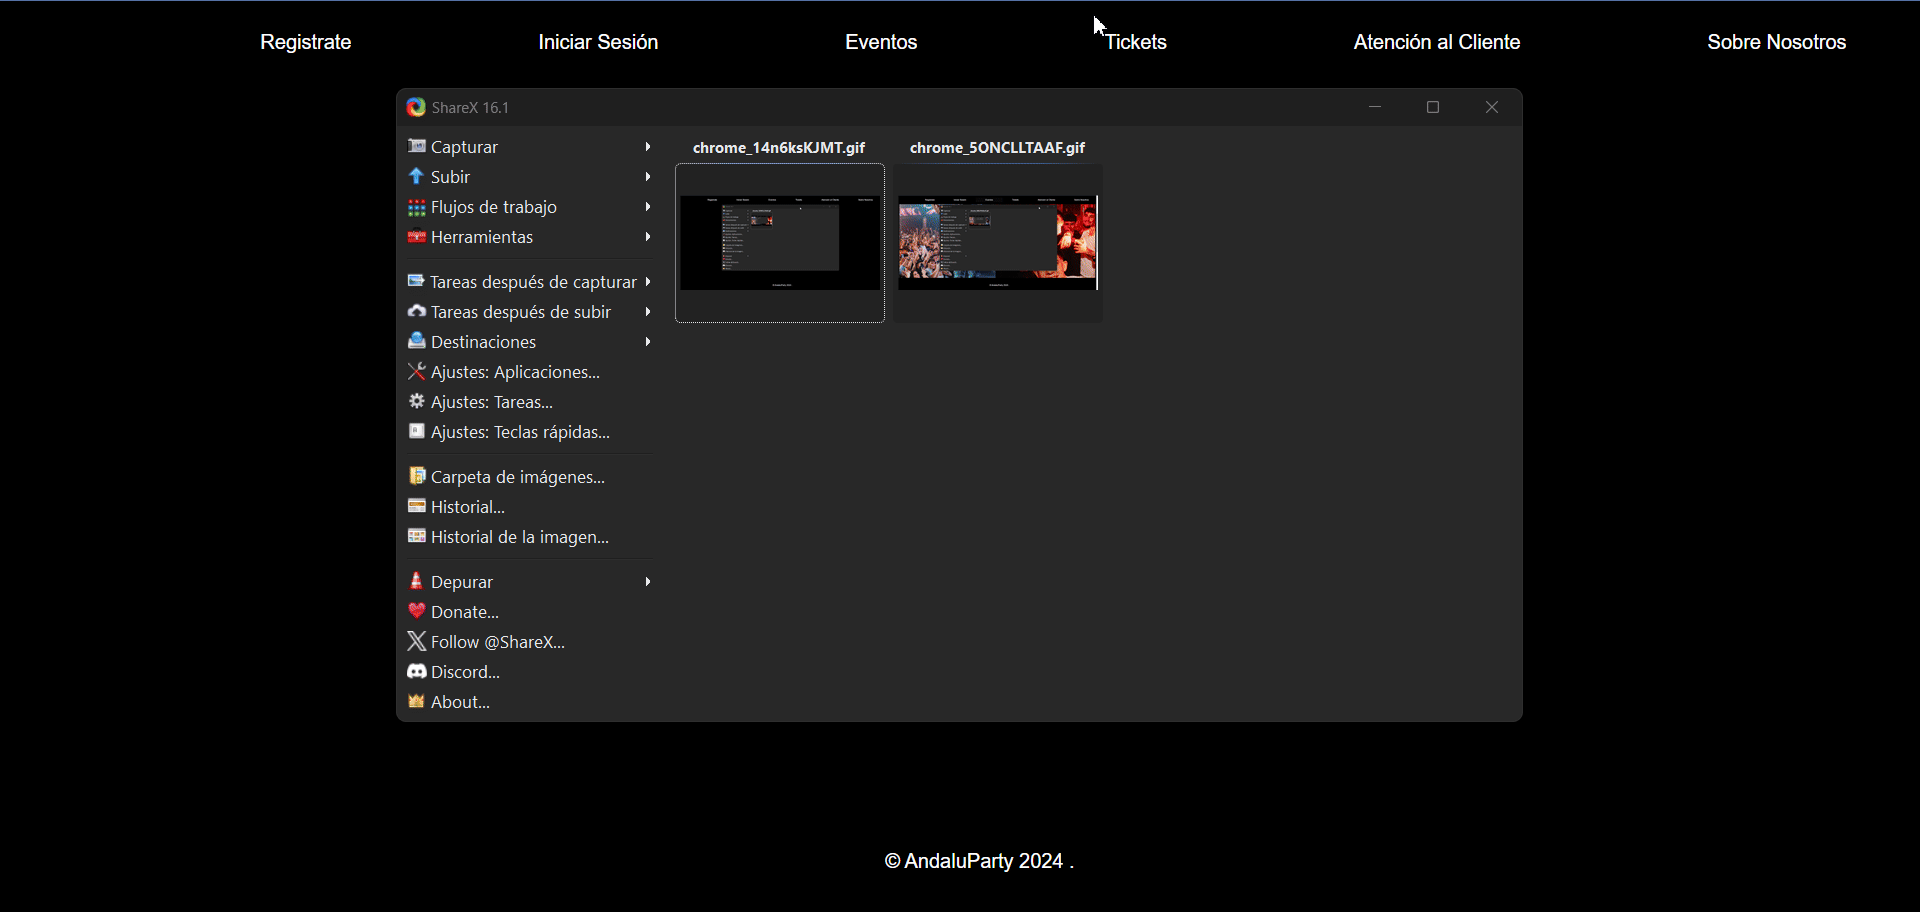 Registrate Iniciar Sesión Eventos Tickets Atención al Cliente Sobre Nosotros
ShareX 16.1
Capturar
Subir
Flujos de trabajo
Herramientas
Tareas después de capturar
Tareas después de subir
Destinaciones
Ajustes: Aplicaciones...
Ajustes: Tareas...
Ajustes: Teclas rápidas...
Carpeta de imágenes...
Historial...
Historial de la imagen...
Depurar
Donate...
Follow @ShareX...
Discord...
About...
chrome_14n6ksKJMT.gif chrome_5ONCLLTAAF.gif
© AndaluParty 2024 .